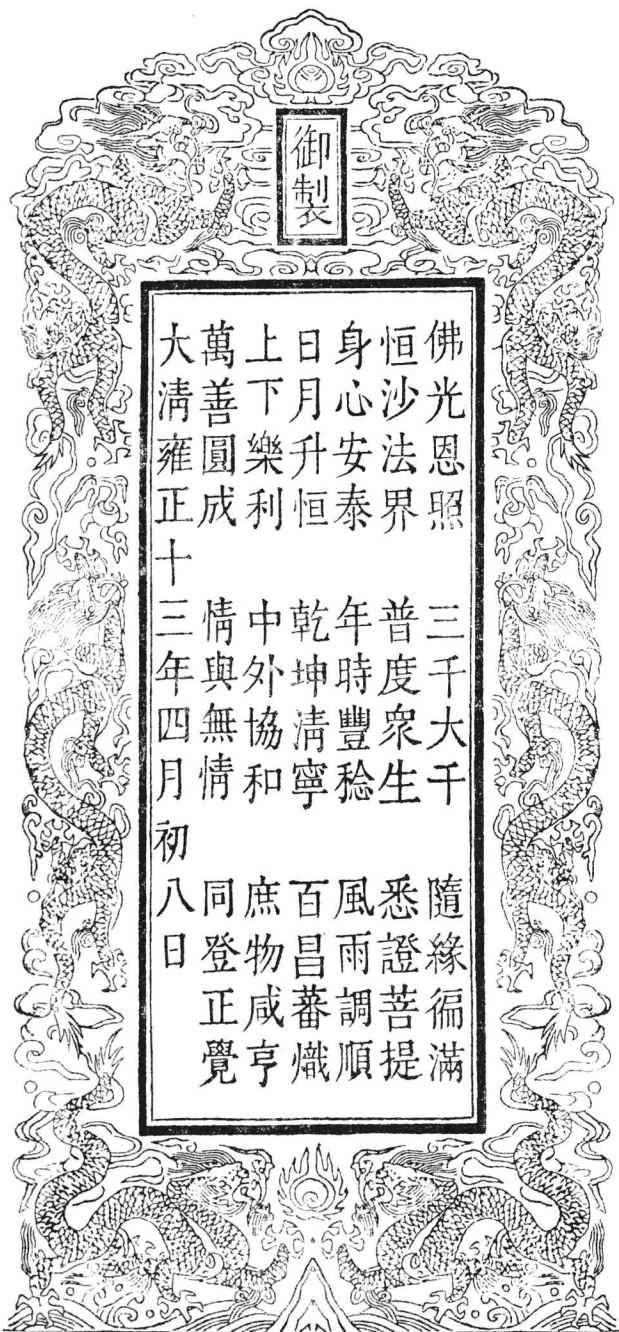 御製
佛光恩照 三千大千 隨緣徧滿
恒沙法界 普度衆生 悉證菩提
身心安泰 年時豐稔 風雨調順
日月升恒 乾坤清寧 百昌蕃熾
上下樂利 中外協和 庶物咸亨
萬善圓成 情與無情 同登正覺
大清雍正十三年四月初八日